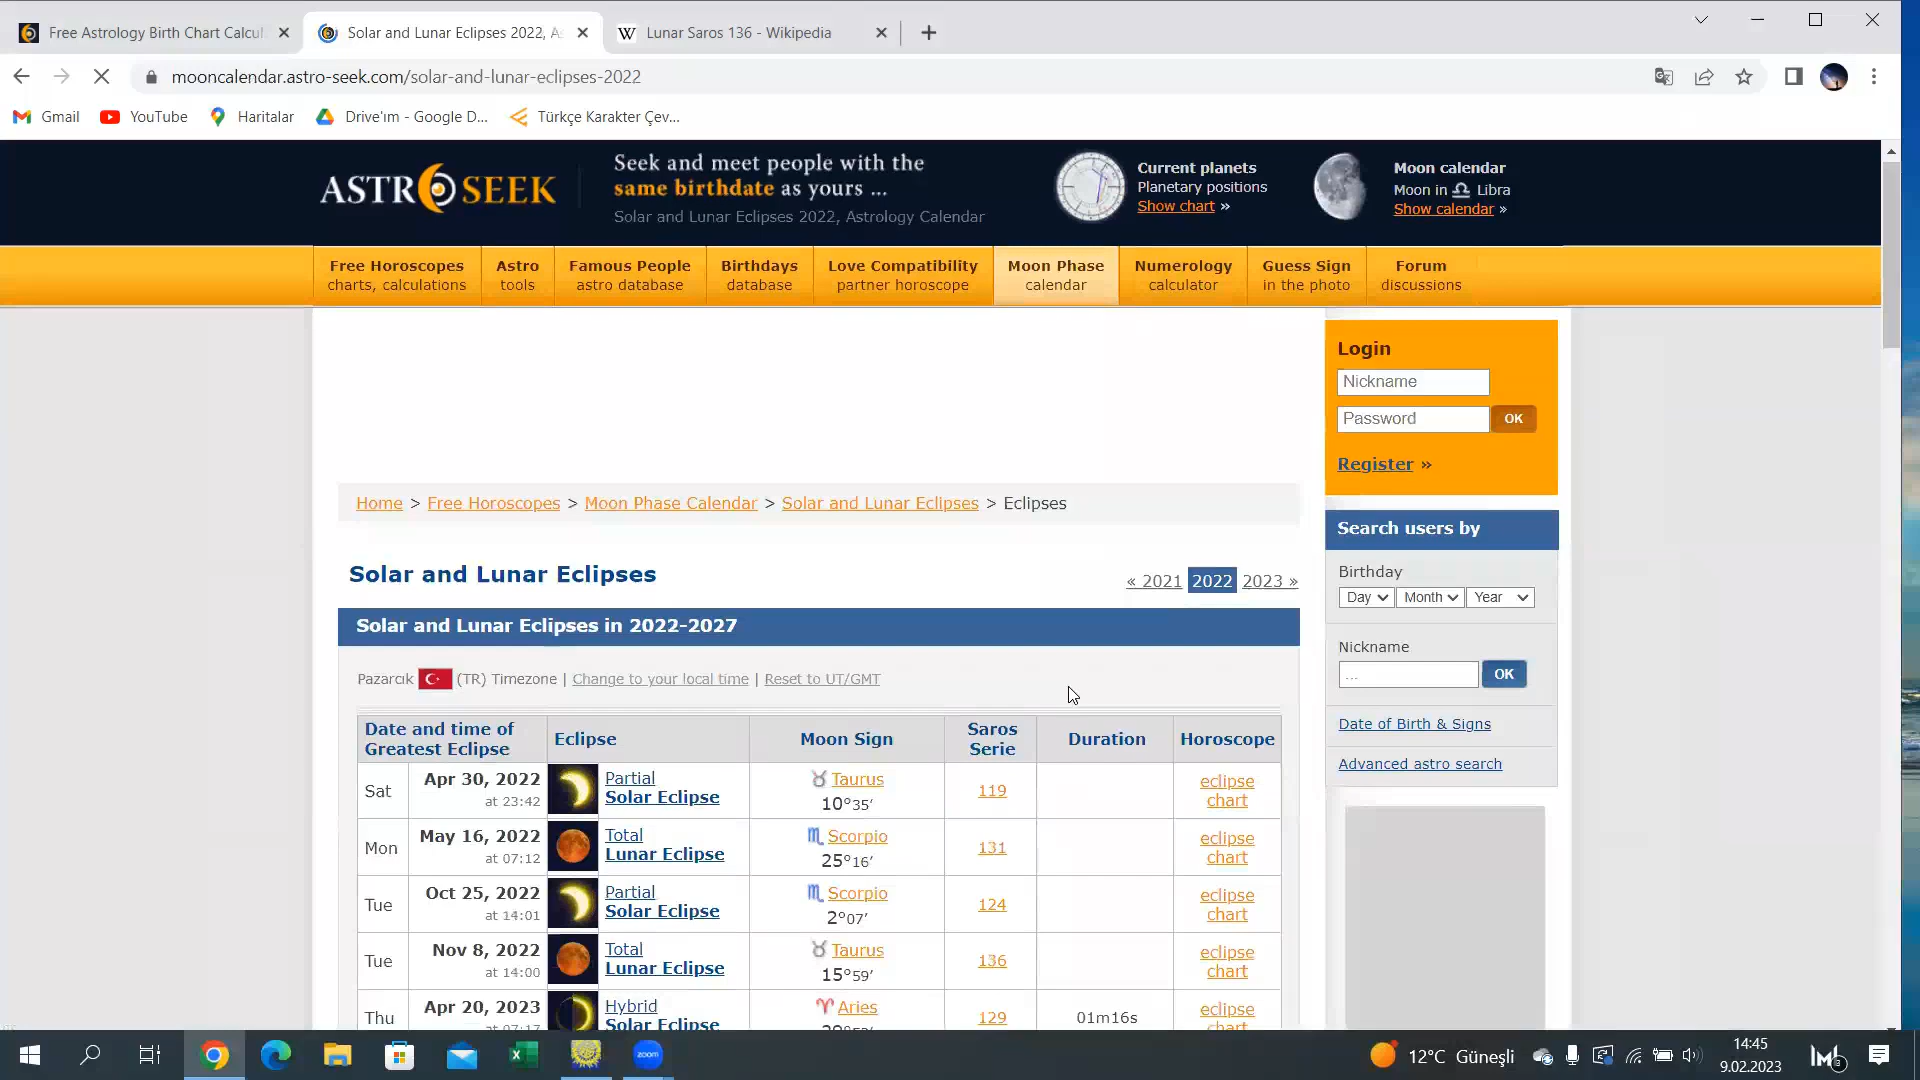 Free Astrology Birth Chart Calcul
Solar and Lunar Eclipses 2022, A
Lunar Saros 136 - Wikipedia
mooncalendar.astro-seek.com/solar-and-lunar-eclipses-2022
Gmail
YouTube
Haritalar
Drive'ım - Google D...
Türkçe Karakter Çev...
ASTROSEEK
Seek and meet people with the
same birthdate as yours ...
Solar and Lunar Eclipses 2022, Astrology Calendar
Current planets
Planetary positions
Show chart »
Moon calendar
Moon in ♎ Libra
Show calendar »
Free Horoscopes
charts, calculations
Astro
tools
Famous People
astro database
Birthdays
database
Love Compatibility
partner horoscope
Moon Phase
calendar
Numerology
calculator
Guess Sign
in the photo
Forum
discussions
Home > Free Horoscopes > Moon Phase Calendar > Solar and Lunar Eclipses > Eclipses
Solar and Lunar Eclipses
« 2021 2022 2023 »
Solar and Lunar Eclipses in 2022-2027
Pazarcık (TR) Timezone | Change to your local time | Reset to UT/GMT
Date and time of
Greatest Eclipse
Eclipse
Moon Sign
Saros
Serie
Duration
Horoscope
Sat
Apr 30, 2022
at 23:42
Partial
Solar Eclipse
♉ Taurus
10°35′
119
eclipse
chart
Mon
May 16, 2022
at 07:12
Total
Lunar Eclipse
♏ Scorpio
25°16′
131
eclipse
chart
Tue
Oct 25, 2022
at 14:01
Partial
Solar Eclipse
♏ Scorpio
2°07′
124
eclipse
chart
Tue
Nov 8, 2022
at 14:00
Total
Lunar Eclipse
♉ Taurus
15°59′
136
eclipse
chart
Thu
Apr 20, 2023
Hybrid
Solar Eclipse
♈ Aries
129
01m16s
eclipse
chart
Login
Nickname
Password
OK
Register »
Search users by
Birthday
Day Month Year
Nickname
...
OK
Date of Birth & Signs
Advanced astro search
zoom
12°C Güneşli
14:45
9.02.2023
3